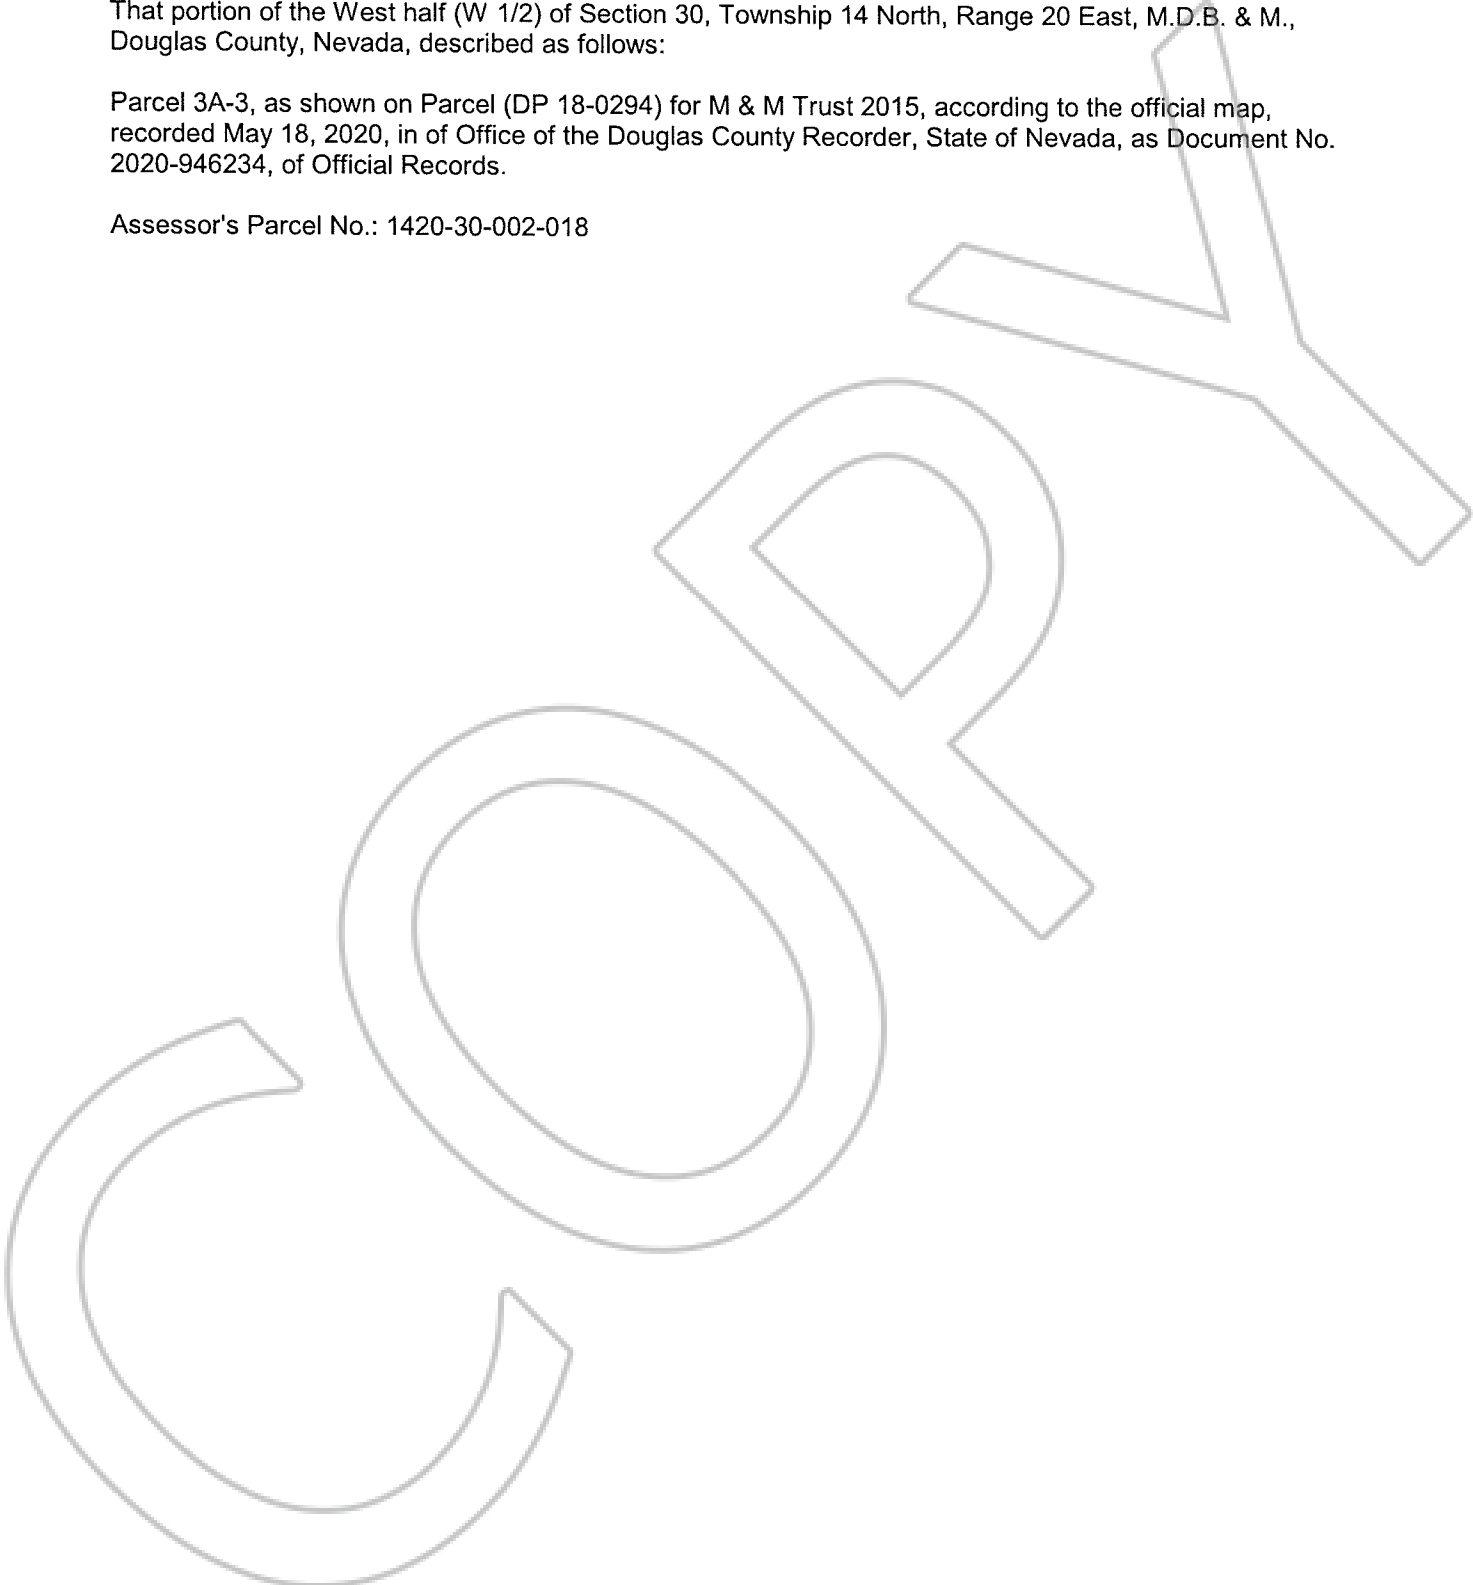 That portion of the West half (W 1/2) of Section 30, Township 14 North, Range 20 East, M.D.B. & M.,
Douglas County, Nevada, described as follows:
Parcel 3A-3, as shown on Parcel (DP 18-0294) for M & M Trust 2015, according to the official map,
recorded May 18, 2020, in of Office of the Douglas County Recorder, State of Nevada, as Document No.
2020-946234, of Official Records.
Assessor's Parcel No.: 1420-30-002-018
COPY